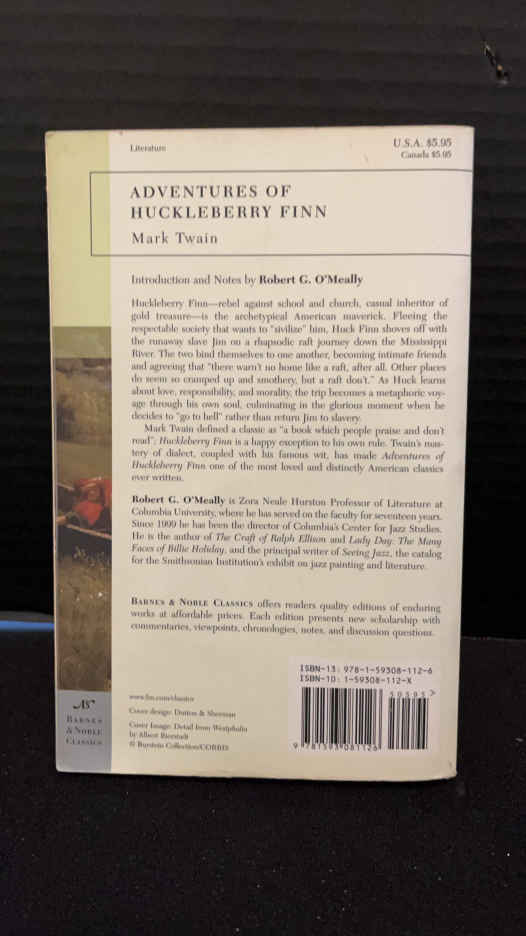 Literature
U.S.A. $5.95
Canada $5.95
ADVENTURES OF
HUCKLEBERRY FINN
Mark Twain
Introduction and Notes by Robert G. O'Meally
Huckleberry Finn—rebel against school and church, casual inheritor of
gold treasure—is the archetypical American maverick. Fleeing the
respectable society that wants to "sivilize" him, Huck Finn shoves off with
the runaway slave Jim on a rhapsodic raft journey down the Mississippi
River. The two bind themselves to one another, becoming intimate friends
and agreeing that "there warn't no home like a raft, after all. Other places
do seem so cramped up and smothery, but a raft don't." As Huck learns
about love, responsibility, and morality, the trip becomes a metaphoric voy-
age through his own soul, culminating in the glorious moment when he
decides to "go to hell" rather than return Jim to slavery.
Mark Twain defined a classic as "a book which people praise and don't
read"; Huckleberry Finn is a happy exception to his own rule. Twain's mas-
tery of dialect, coupled with his famous wit, has made Adventures of
Huckleberry Finn one of the most loved and distinctly American classics
ever written.
Robert G. O'Meally is Zora Neale Hurston Professor of Literature at
Columbia University, where he has served on the faculty for seventeen years.
Since 1999 he has been the director of Columbia's Center for Jazz Studies.
He is the author of The Craft of Ralph Ellison and Lady Day: The Many
Faces of Billie Holiday, and the principal writer of Seeing Jazz, the catalog
for the Smithsonian Institution's exhibit on jazz painting and literature.
BARNES & NOBLE CLASSICS offers readers quality editions of enduring
works at affordable prices. Each edition presents new scholarship with
commentaries, viewpoints, chronologies, notes, and discussion questions.
ISBN-13: 978-1-59308-112-6
ISBN-10: 1-59308-112-X
50595>
9 781593 081126
www.bn.com/classics
Cover design: Dutton & Sherman
Cover Image: Detail from Westphalia
by Albert Bierstadt
© Burstein Collection/CORBIS
BARNES
& NOBLE
CLASSICS